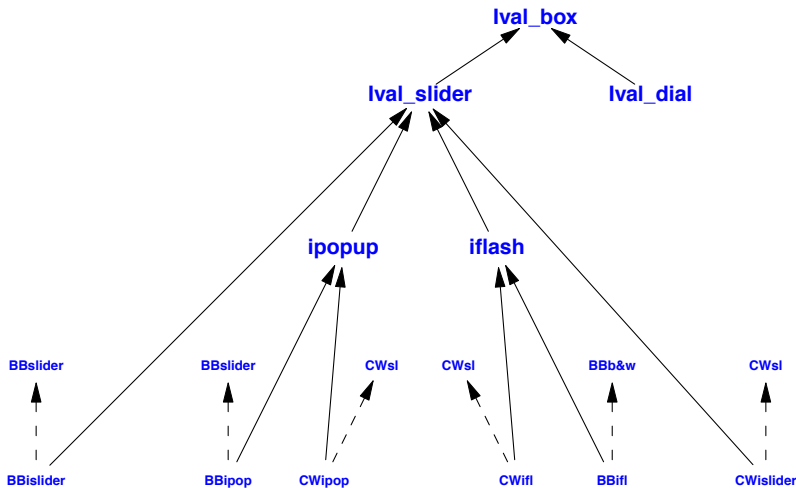 Ival_box
Ival_slider
Ival_dial
ipopup
iflash
BBslider
BBslider
CWsl
CWsl
BBb&w
CWsl
BBislider
BBipop
CWipop
CWifl
BBifl
CWislider